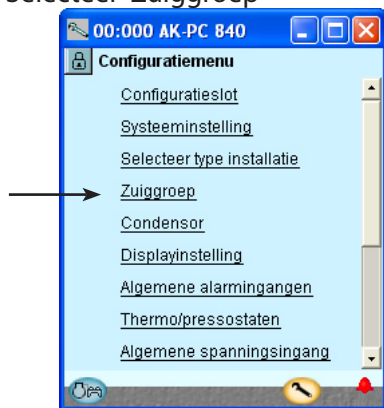 Selecteer Zuiggroep
00:000 AK-PC 840
Configuratiemenu
Configuratieslot
Systeeminstelling
Selecteer type installatie
Zuiggroep
Condensor
Displayinstelling
Algemene alarmingangen
Thermo/pressostaten
Algemene spanningsingang